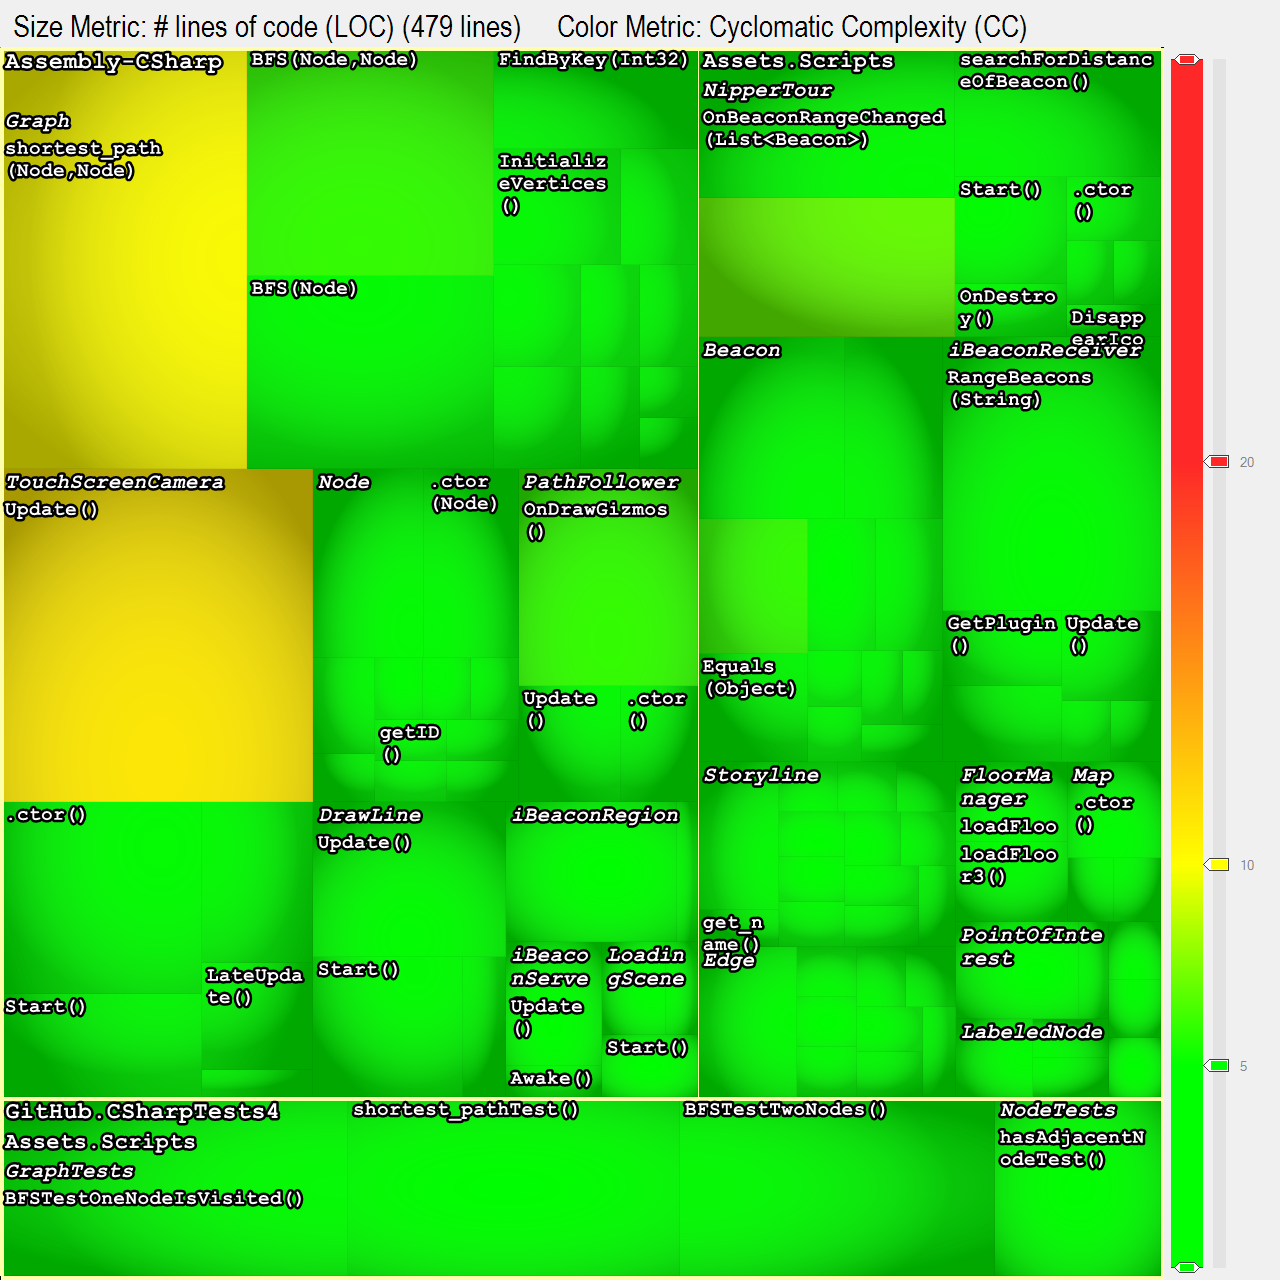 Size Metric: # lines of code (LOC) (479 lines) Color Metric: Cyclomatic Complexity (CC)
Assembly-CSharp
Graph
shortest_path
(Node,Node)
BFS(Node,Node)
BFS(Node)
FindByKey(Int32)
Initializ
eVertices
()
Assets.Scripts
NipperTour
OnBeaconRangeChanged
(List<Beacon>)
searchForDistanc
eOfBeacon()
Start()
.ctor
()
OnDestro
y()
Disapp
earIco
Beacon
Equals
(Object)
iBeaconReceiver
RangeBeacons
(String)
GetPlugin
()
Update
()
TouchScreenCamera
Update()
.ctor()
Start()
LateUpda
te()
Node
.ctor
(Node)
getID
()
PathFollower
OnDrawGizmos
()
Update
()
.ctor
()
DrawLine
Update()
Start()
iBeaconRegion
iBeaco
nServe
Update
()
Awake()
Loadin
gScene
Start()
Storyline
get_n
ame()
Edge
FloorMa
nager
loadFloo
loadFloo
r3()
Map
.ctor
()
PointOfInte
rest
LabeledNode
GitHub.CSharpTests4
Assets.Scripts
GraphTests
BFSTestOneNodeIsVisited()
shortest_pathTest()
BFSTestTwoNodes()
NodeTests
hasAdjacentN
odeTest()
20
10
5